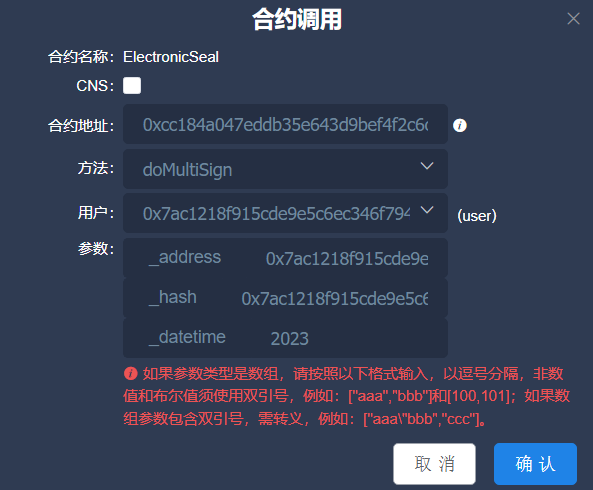 合约调用
合约名称: ElectronicSeal
CNS:
合约地址: 0xcc184a047eddb35e643d9bef4f2c6c
方法: doMultiSign
用户: 0x7ac1218f915cde9e5c6ec346f794 (user)
参数:
_address 0x7ac1218f915cde9e
_hash 0x7ac1218f915cde9e5c6
_datetime 2023
如果参数类型是数组，请按照以下格式输入，以逗号分隔，非数
值和布尔值须使用双引号，例如：["aaa","bbb"]和[100,101]；如果数
组参数包含双引号，需转义，例如：["aaa\"bbb","ccc"]。
取 消
确 认